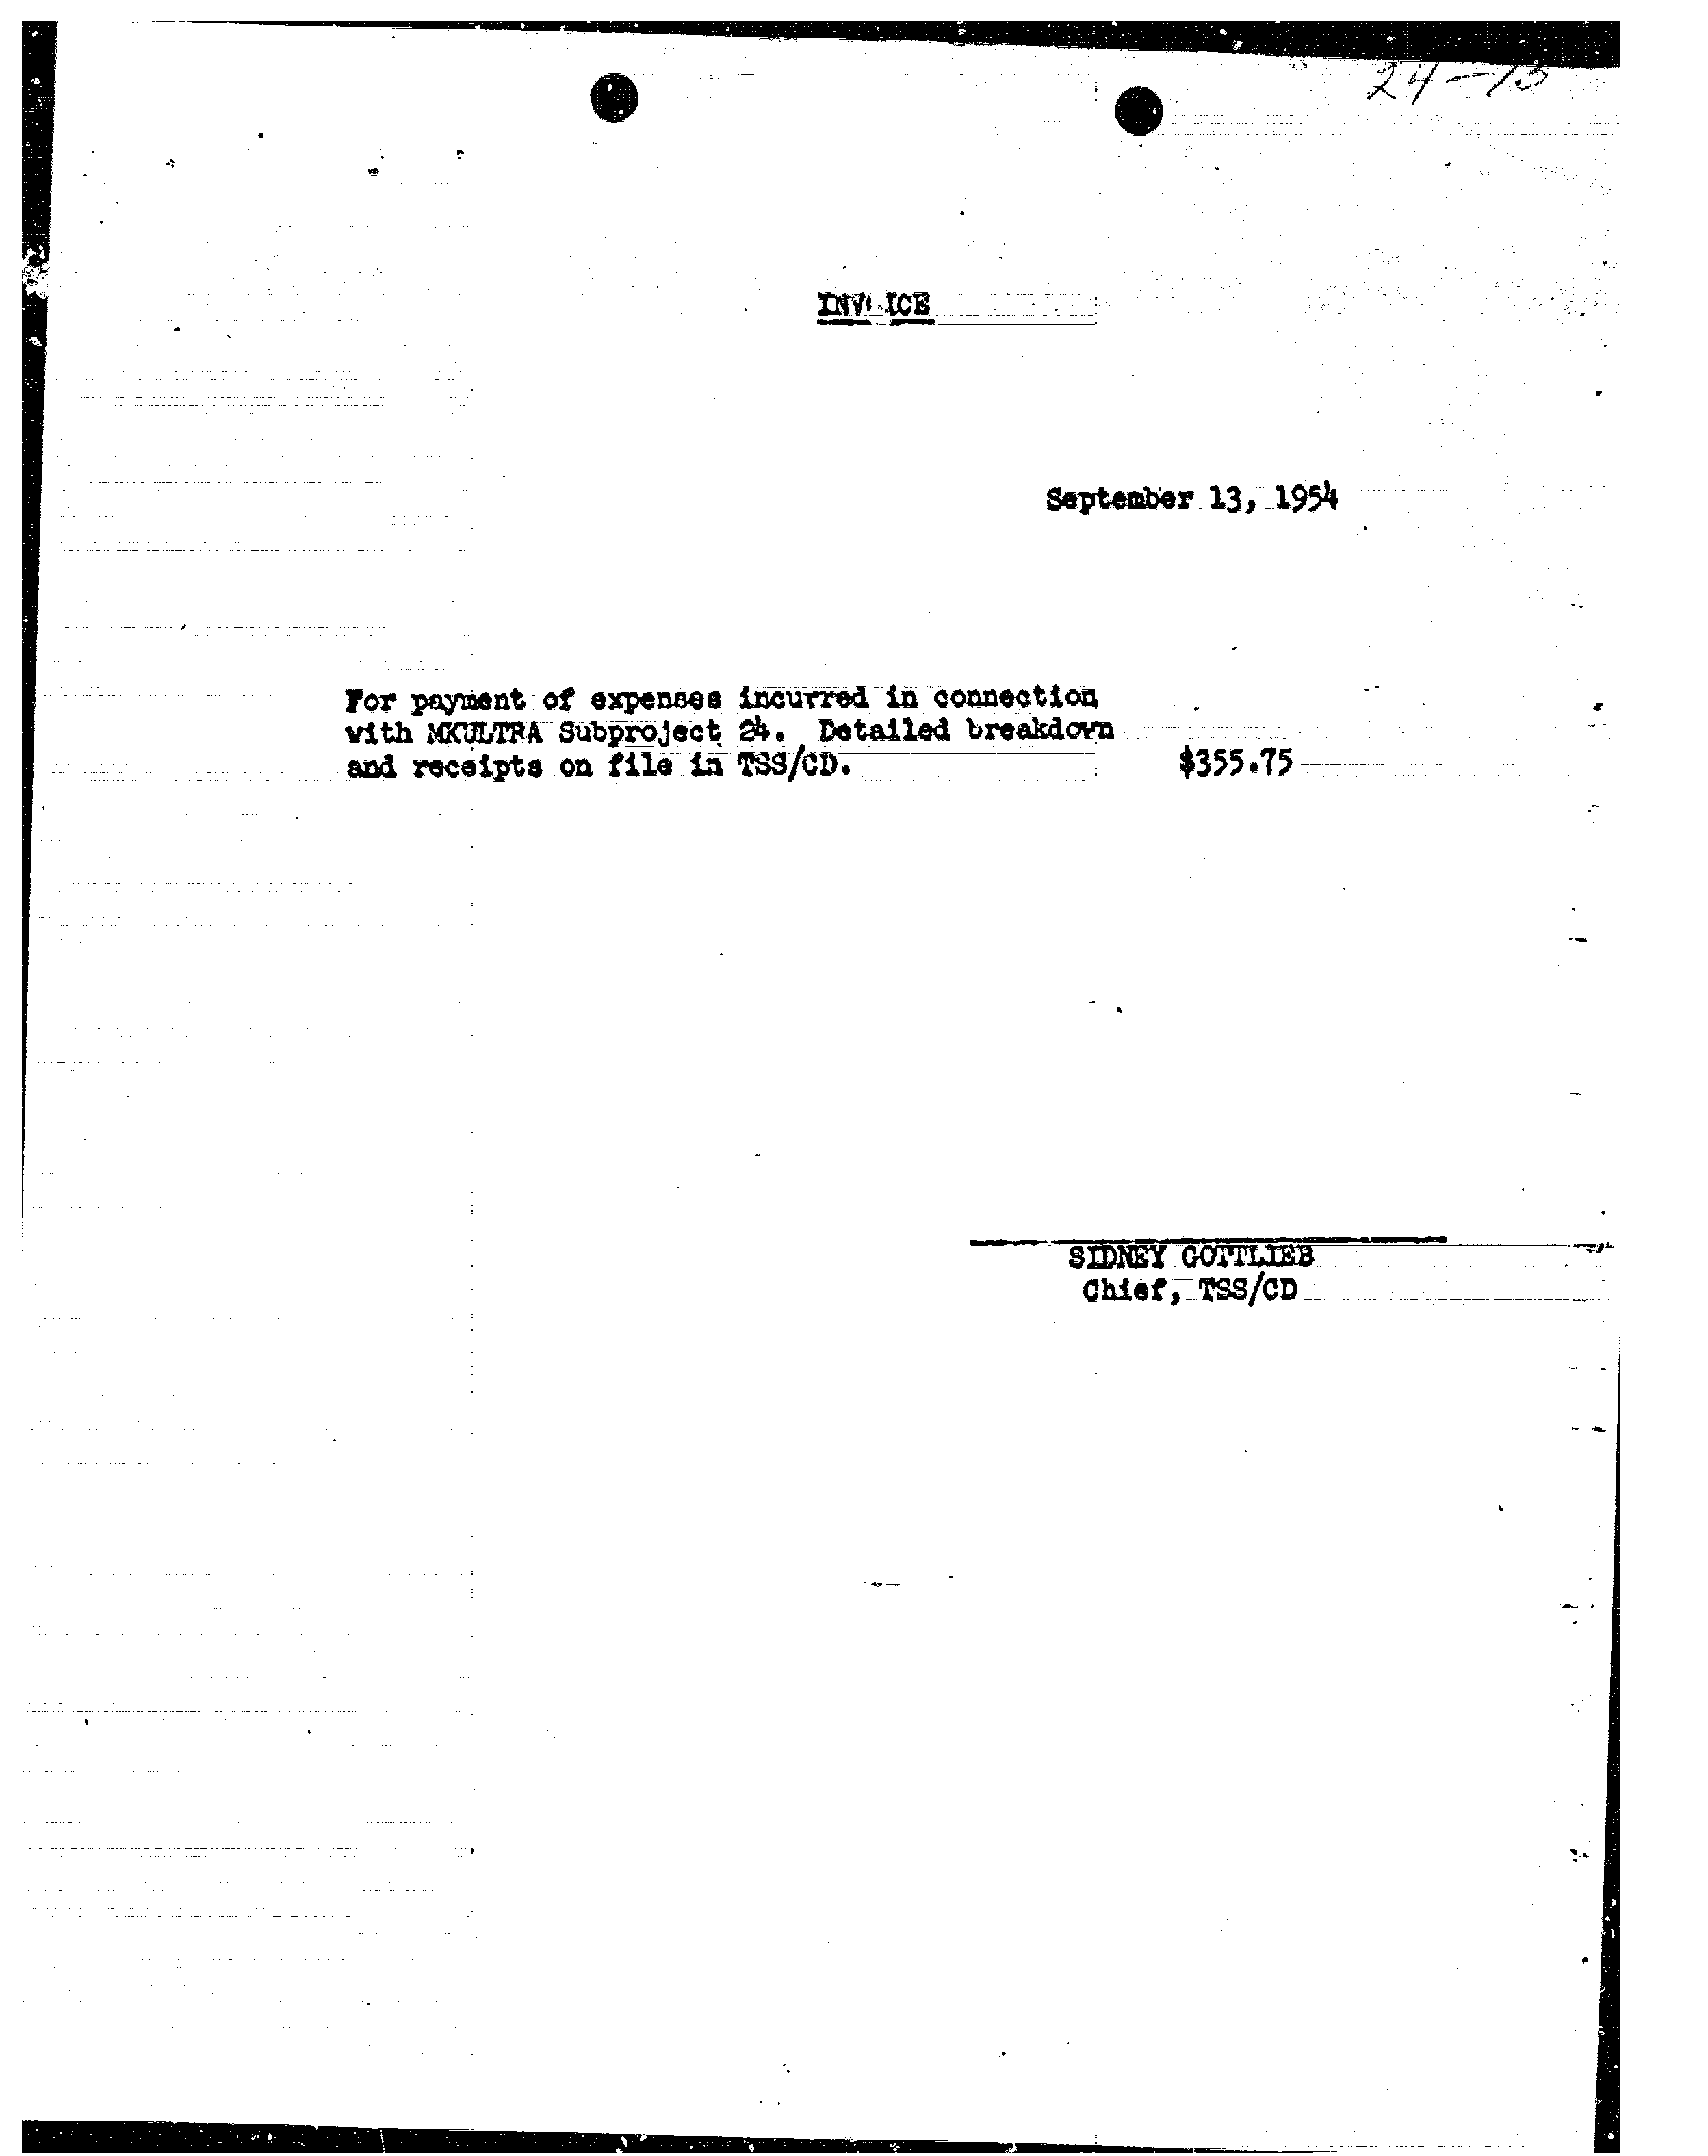 24-13
INVOICE
September 13, 1954
For payment of expenses incurred in connection
with MKULTRA Subproject 24. Detailed breakdown
and receipts on file in TSS/CD.
$355.75
SIDNEY GOTTLIEB
Chief, TSS/CD